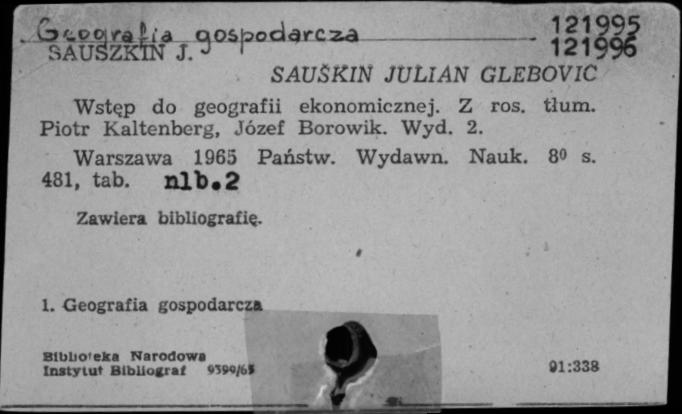 Geografia gospodarcza
121995
121996
SAUSZKIN J.
SAUŠKIN JULIAN GLEBOVIC
Wstęp do geografii ekonomicznej. Z ros. tłum.
Piotr Kaltenberg, Józef Borowik. Wyd. 2.
Warszawa 1965 Państw. Wydawn. Nauk. 8⁰ s.
481, tab. nlb.2
Zawiera bibliografię.
1. Geografia gospodarcza
Biblioteka Narodowa
Instytut Bibliograf 9390/65 91:338